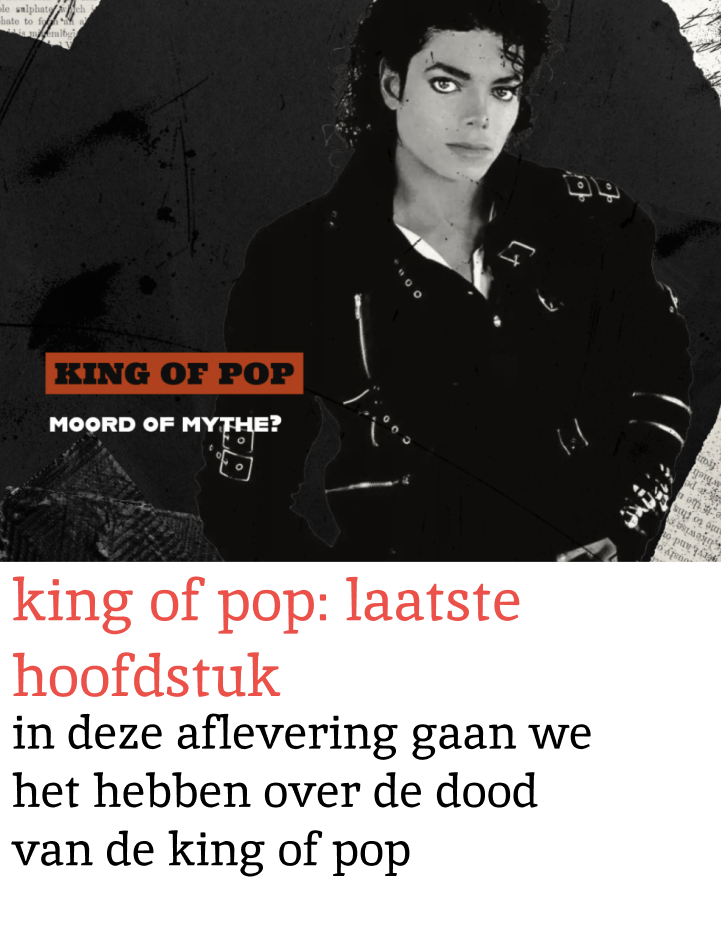 KING OF POP
MOORD OF MYTHE?
king of pop: laatste
hoofdstuk
in deze aflevering gaan we
het hebben over de dood
van de king of pop